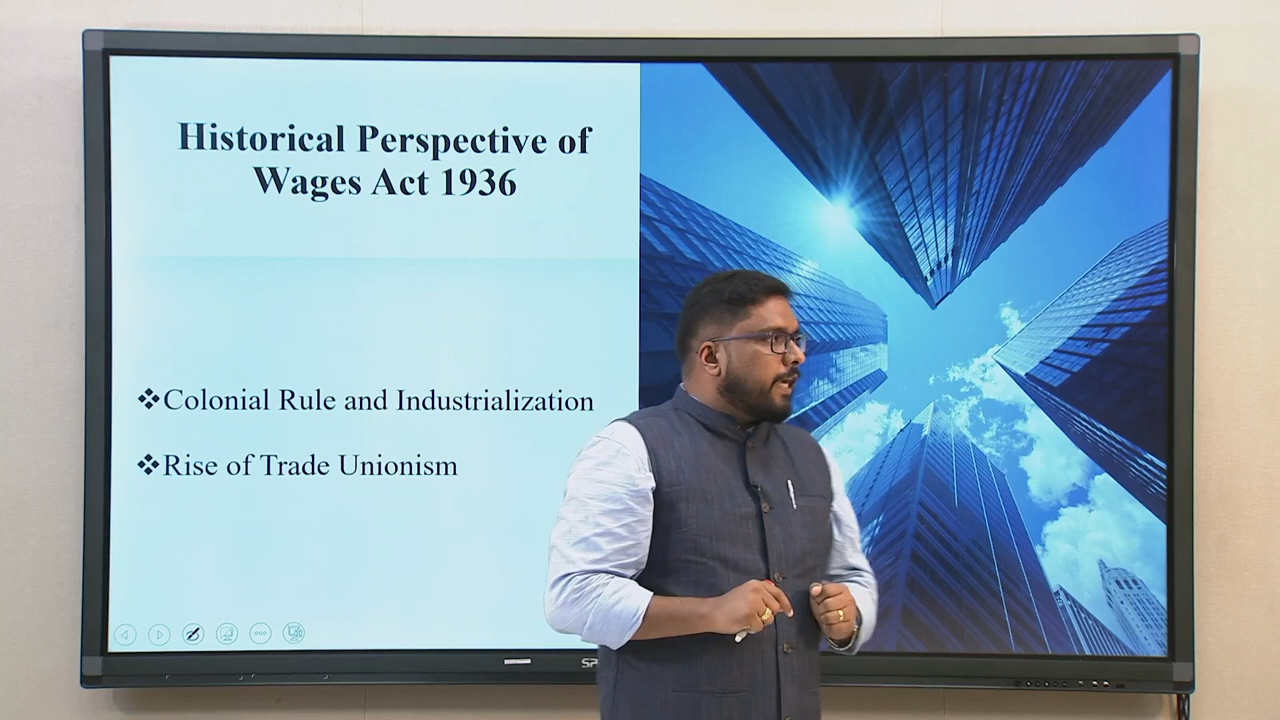 Historical Perspective of
Wages Act 1936
❖Colonial Rule and Industrialization
❖Rise of Trade Unionism